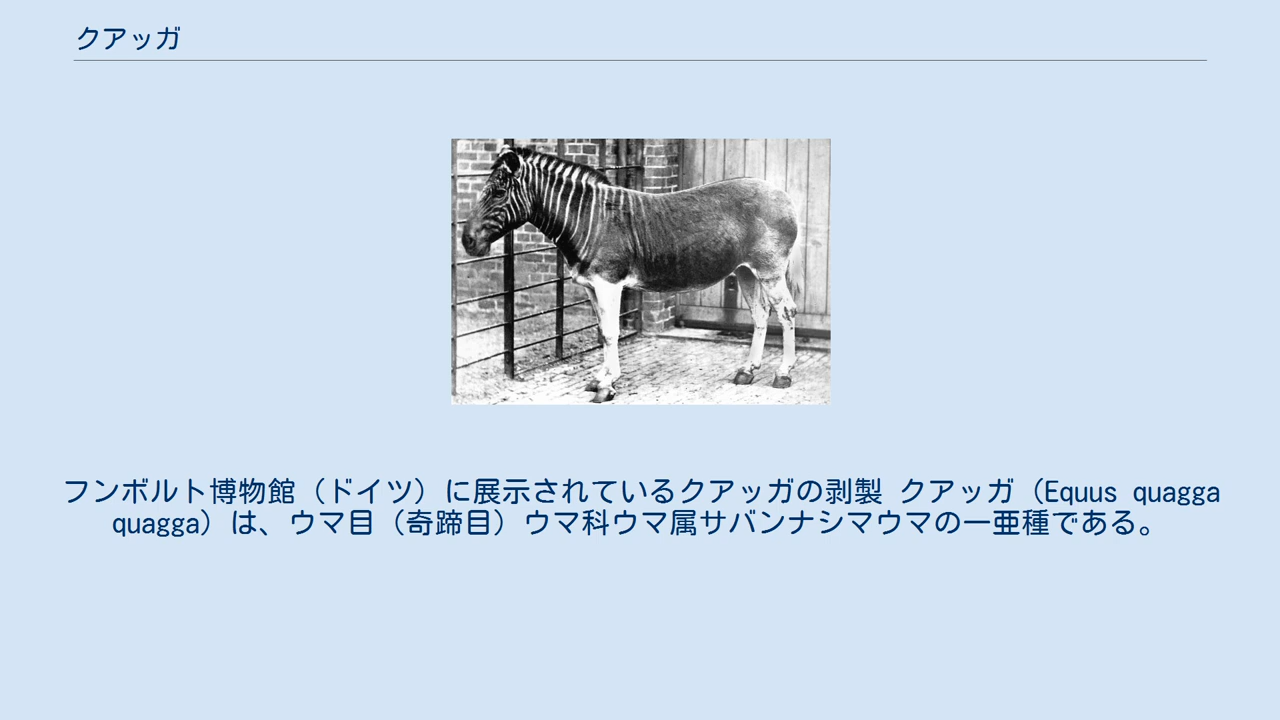 クアッガ
フンボルト博物館（ドイツ）に展示されているクアッガの剥製 クアッガ（Equus quagga
quagga）は、ウマ目（奇蹄目）ウマ科ウマ属サバンナシマウマの一亜種である。